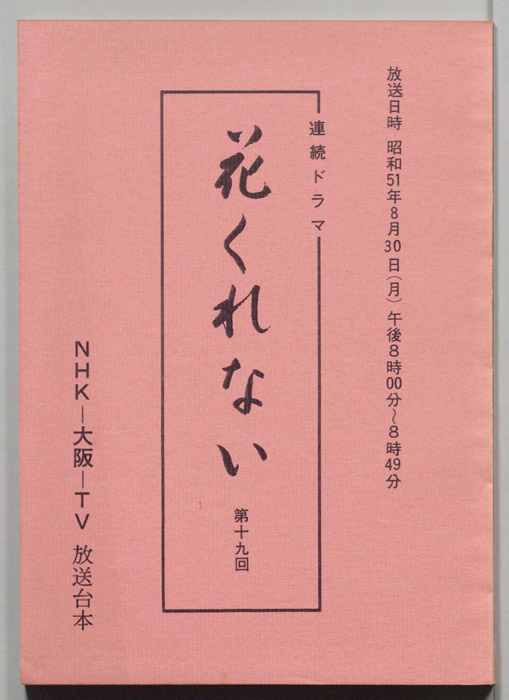 放送日時 昭和51年8月30日(月)午後8時00分~8時49分
連続ドラマ
花くれない
第十九回
NHK-大阪-TV 放送台本